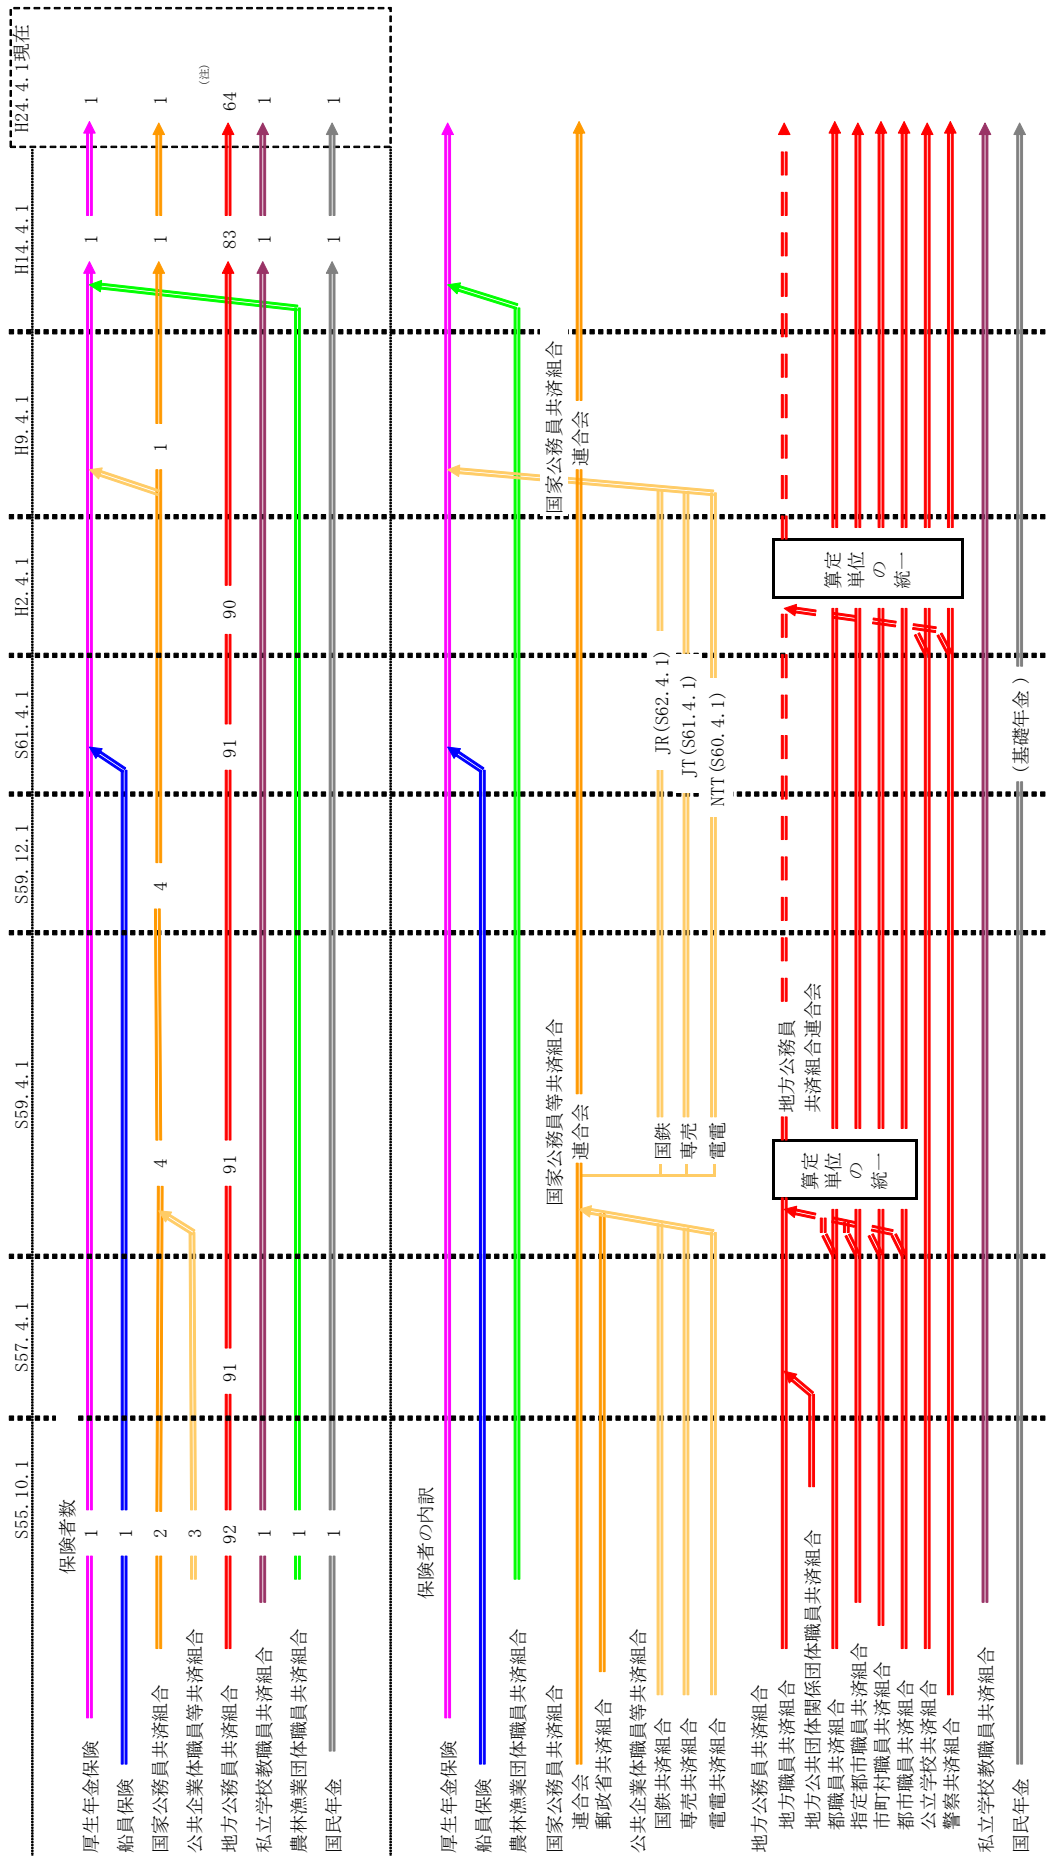 S55.10.1
S57.4.1
S59.4.1
S59.12.1
S61.4.1
H2.4.1
H9.4.1
H14.4.1
H24.4.1現在
保険者数
厚生年金保険 1 1 1
船員保険 1
国家公務員共済組合 2 4 4 1 1 1
公共企業体職員等共済組合 3
(注)
地方公務員共済組合 92 91 91 91 90 83 64
私立学校教職員共済組合 1 1 1
農林漁業団体職員共済組合 1
国民年金 1 1 1
保険者の内訳
厚生年金保険
船員保険
農林漁業団体職員共済組合
国家公務員共済組合
連合会
国家公務員等共済組合
連合会
国家公務員共済組合
連合会
郵政省共済組合
公共企業体職員等共済組合
国鉄共済組合 国鉄 JR(S62.4.1)
専売共済組合 専売 JT(S61.4.1)
電電共済組合 電電 NTT(S60.4.1)
地方公務員共済組合
地方職員共済組合
地方公務員
共済組合連合会
地方公共団体関係団体職員共済組合
都職員共済組合
指定都市職員共済組合
市町村職員共済組合
都市職員共済組合
公立学校共済組合
警察共済組合
算定
単位
の
統一
算定
単位
の
統一
私立学校教職員共済組合
国民年金 (基礎年金)